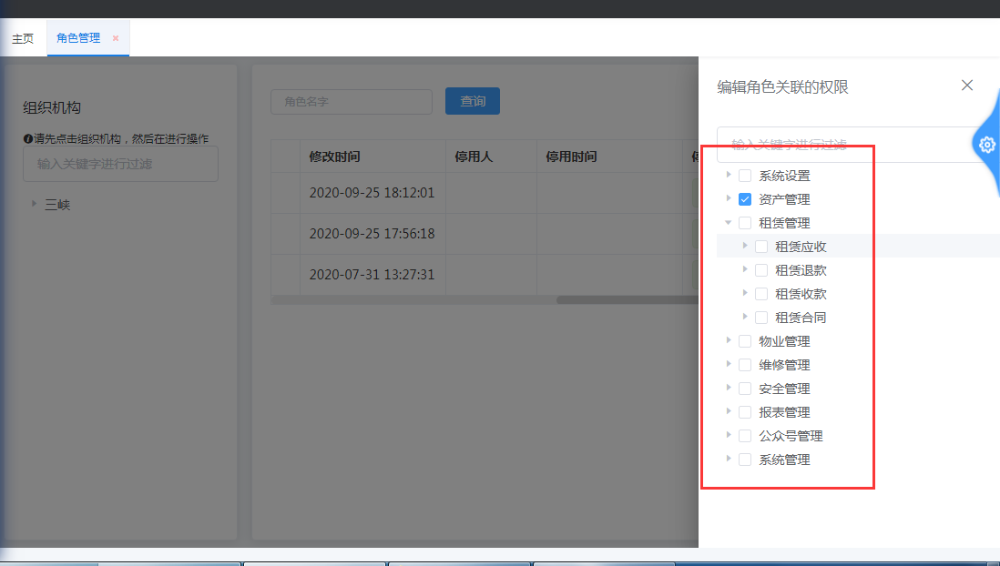 主页
角色管理 ×
组织机构
请先点击组织机构，然后在进行操作
输入关键字进行过滤
三峡
角色名字
查询
修改时间 停用人 停用时间
2020-09-25 18:12:01
2020-09-25 17:56:18
2020-07-31 13:27:31
编辑角色关联的权限
输入关键字进行过滤
系统设置
资产管理
租赁管理
租赁应收
租赁退款
租赁收款
租赁合同
物业管理
维修管理
安全管理
报表管理
公众号管理
系统管理